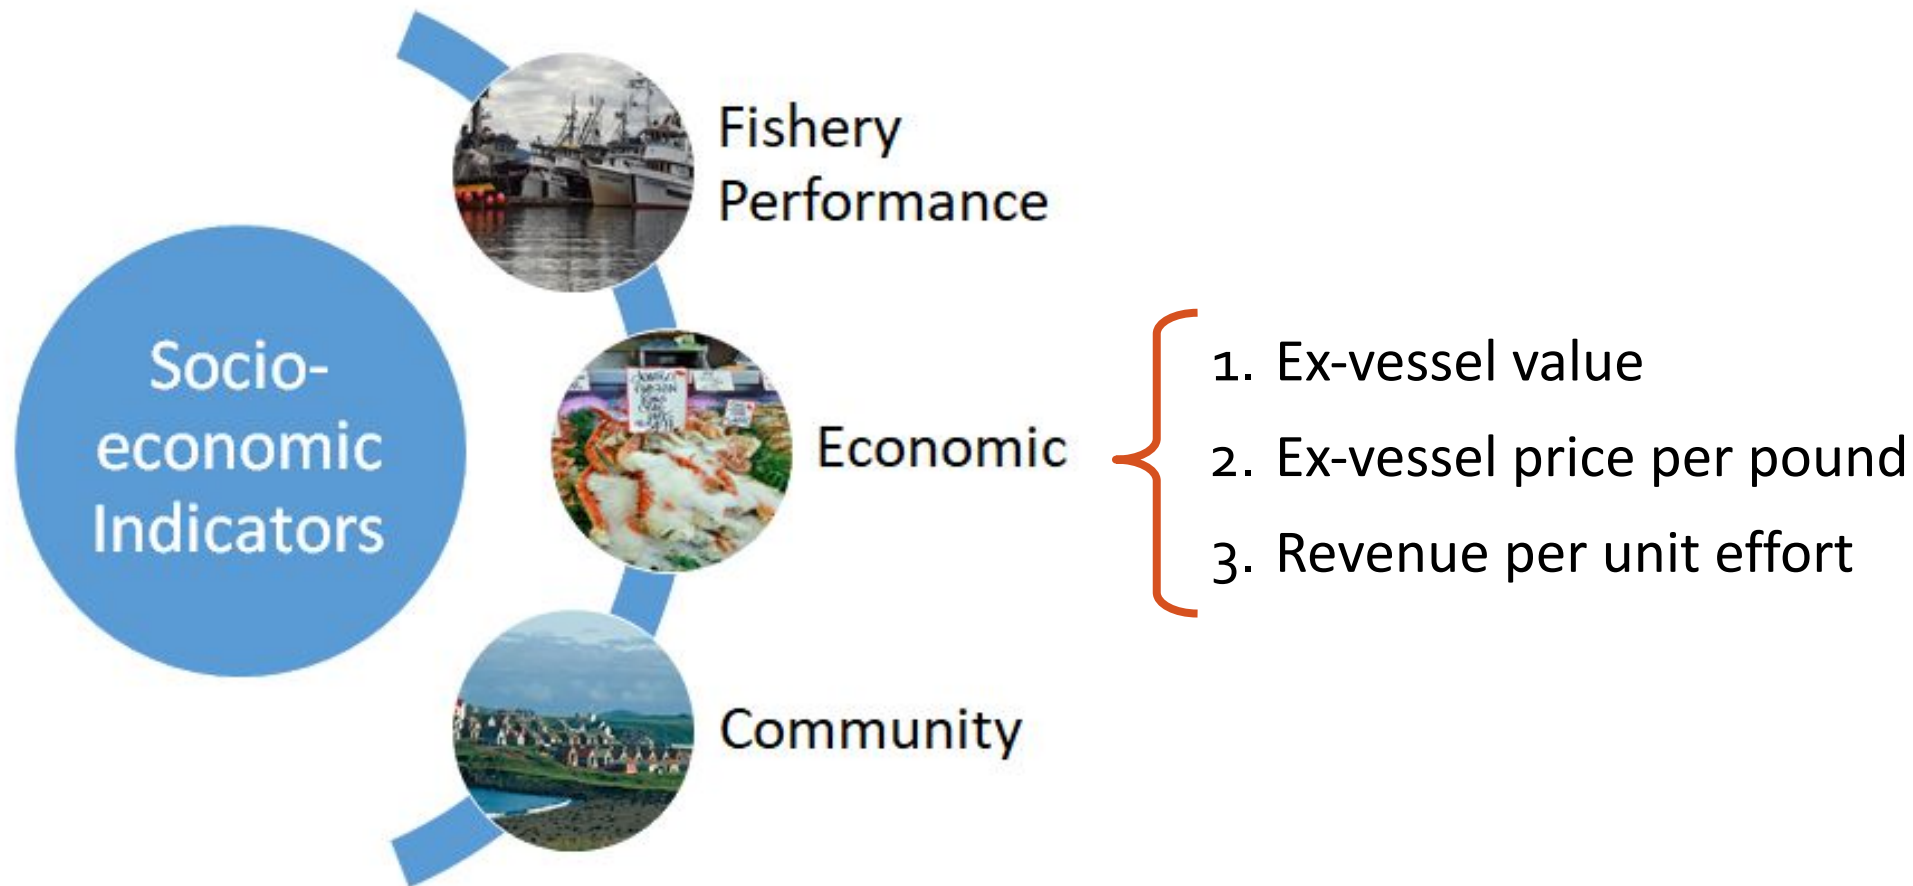 Socio-
economic
Indicators
Fishery
Performance
Economic
Community
1. Ex-vessel value
2. Ex-vessel price per pound
3. Revenue per unit effort